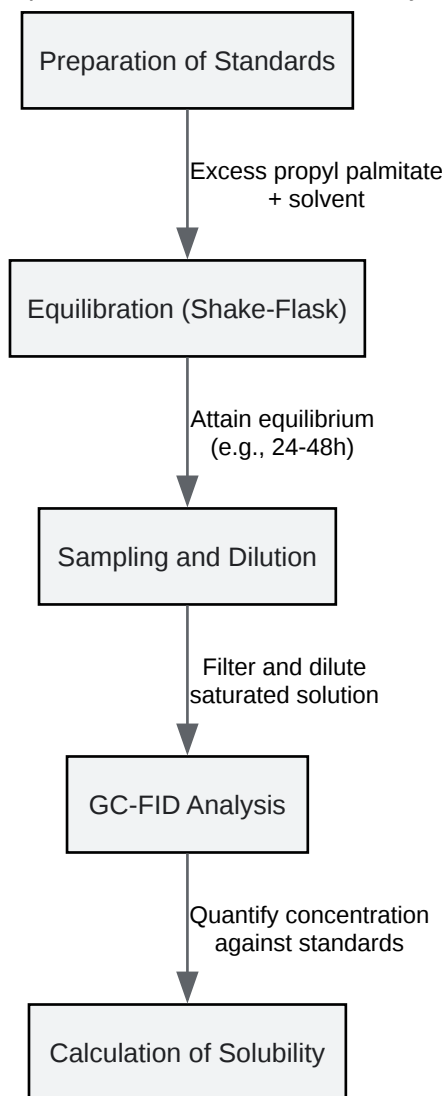 Preparation of Standards
Excess propyl palmitate
+ solvent
Equilibration (Shake-Flask)
Attain equilibrium
(e.g., 24-48h)
Sampling and Dilution
Filter and dilute
saturated solution
GC-FID Analysis
Quantify concentration
against standards
Calculation of Solubility